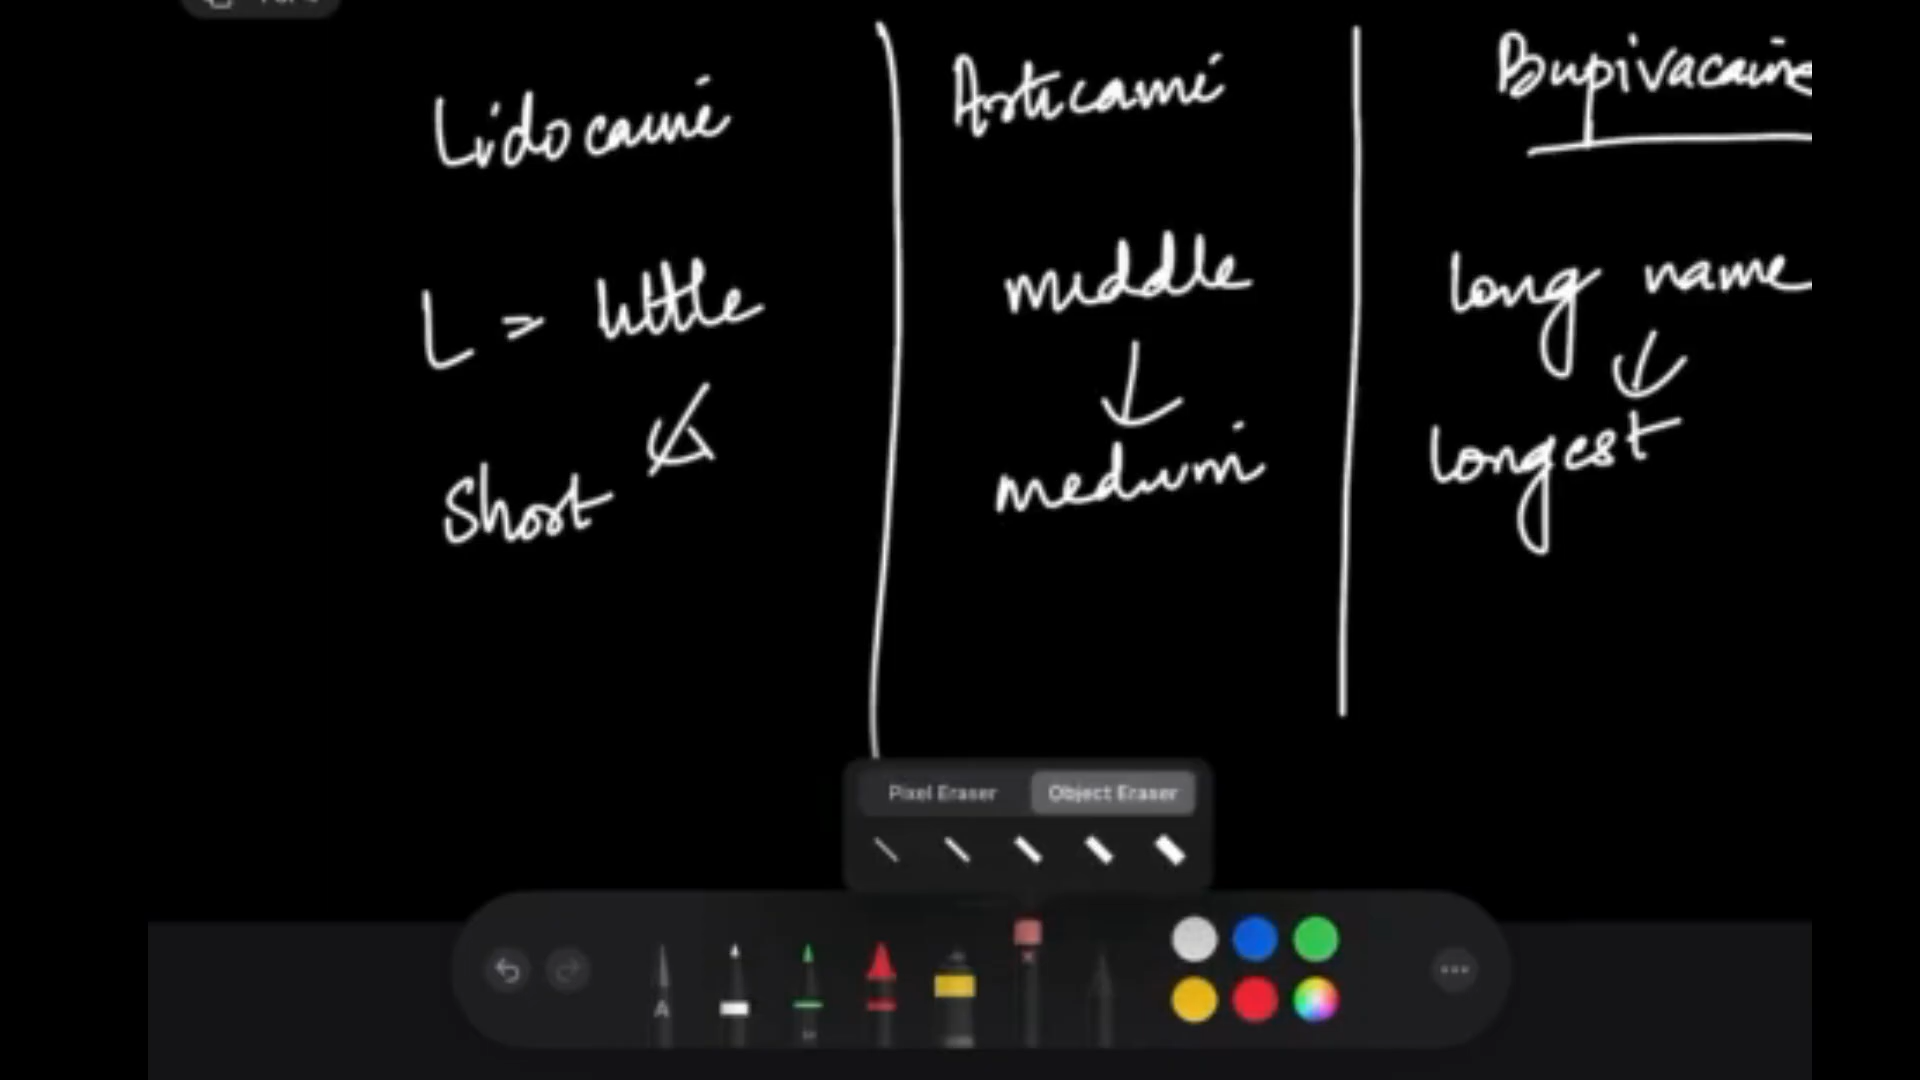 Lidocaine
L = little
Short
Articaine
middle
medium
Bupivacaine
long name
longest
Pixel Eraser
Object Eraser
A